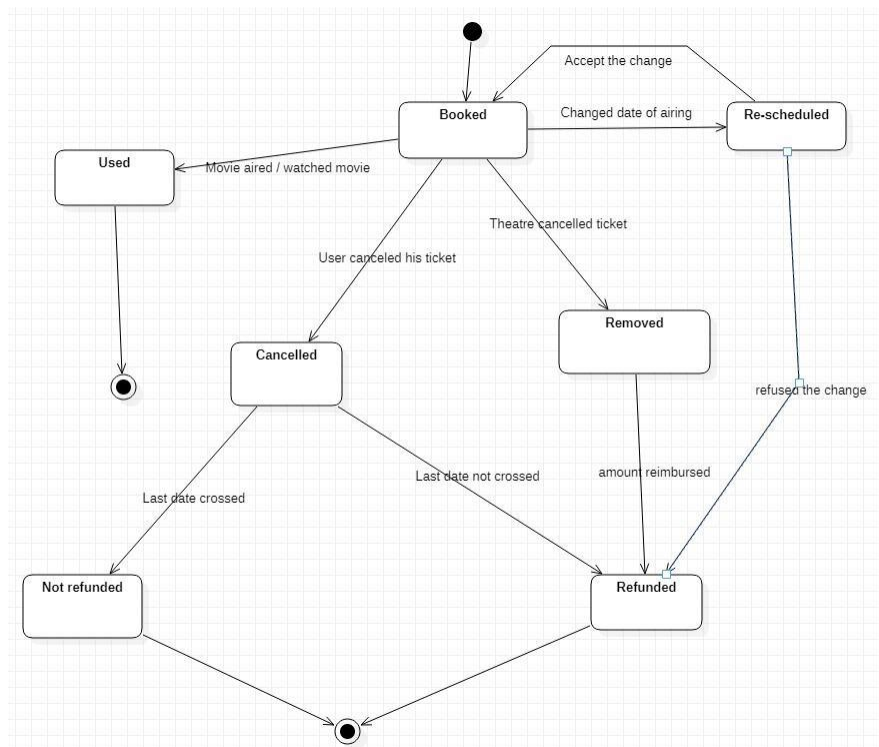 Accept the change
Booked
Changed date of airing
Re-scheduled
Used
Movie aired / watched movie
Theatre cancelled ticket
User canceled his ticket
Removed
Cancelled
refused the change
Last date not crossed
amount reimbursed
Last date crossed
Not refunded
Refunded